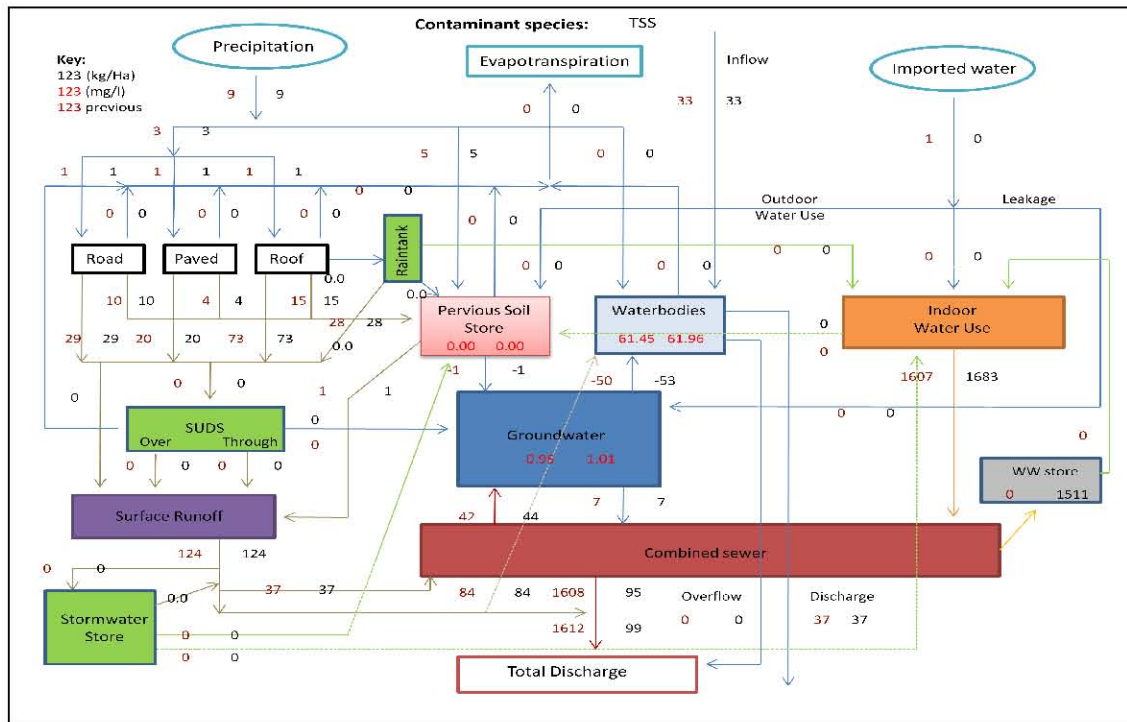 Contaminant species: TSS
Precipitation
Key:
123 (kg/Ha)
123 (mg/l)
123 previous
Evapotranspiration
Inflow
Imported water
9 9
0 0
33 33
3 3
5 5
0 0
1 0
1 1 1 1 1 1
0 0
Outdoor
Water Use
Leakage
0 0 0 0 0 0
0 0
0 0
Road
Paved
Roof
Raintank
0.0
0 0
0 0
0 0
10 10 4 4 15 15
0.0
28 28
Pervious Soil
Store
0.00 0.00
Waterbodies
61.45 61.96
Indoor
Water Use
0
0
29 29 20 20 73 73
0.0
-1 -1
-50 -53
1607 1683
0
0 0
1 1
0 0
SUDS
Over Through
0
0
Groundwater
0.95 1.01
0
0 0 0 0
WW store
0 1511
Surface Runoff
42 44
7 7
Combined sewer
124 124
0 0
0.0
37 37
84 84 1608 95
Overflow
Discharge
Stormwater
Store
0 0
0 0
1612 99
0 0
37 37
Total Discharge